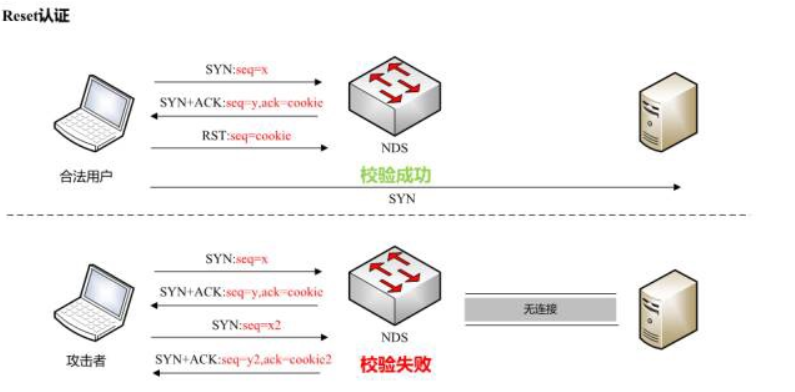 Reset认证
SYN:seq=x
SYN+ACK:seq=y,ack=cookie
RST:seq=cookie
NDS
合法用户
校验成功
SYN
SYN:seq=x
SYN+ACK:seq=y,ack=cookie
SYN:seq=x2
NDS
无连接
攻击者
SYN+ACK:seq=y2,ack=cookie2
校验失败